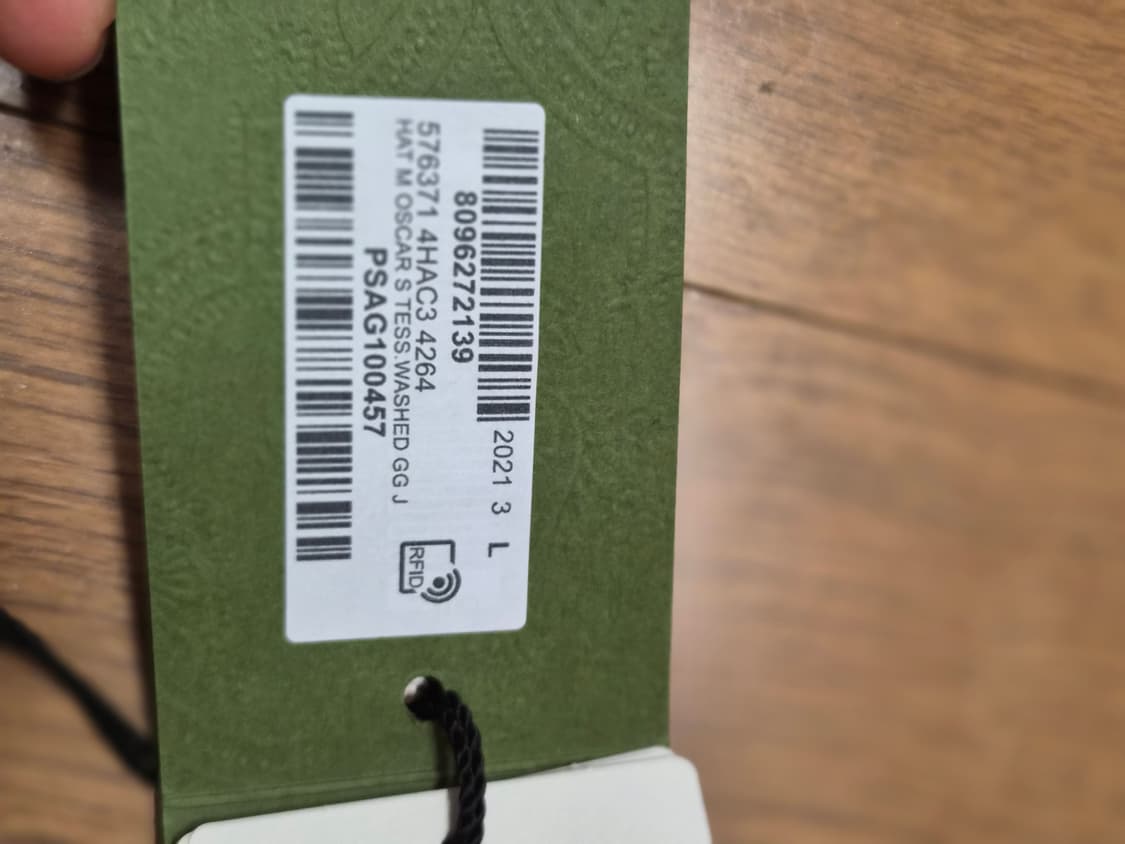 2021 3 L
8096272139
576371 4HAC3 4264
HAT M OSCAR S TESS.WASHED GG J
PSAG100457
RFID